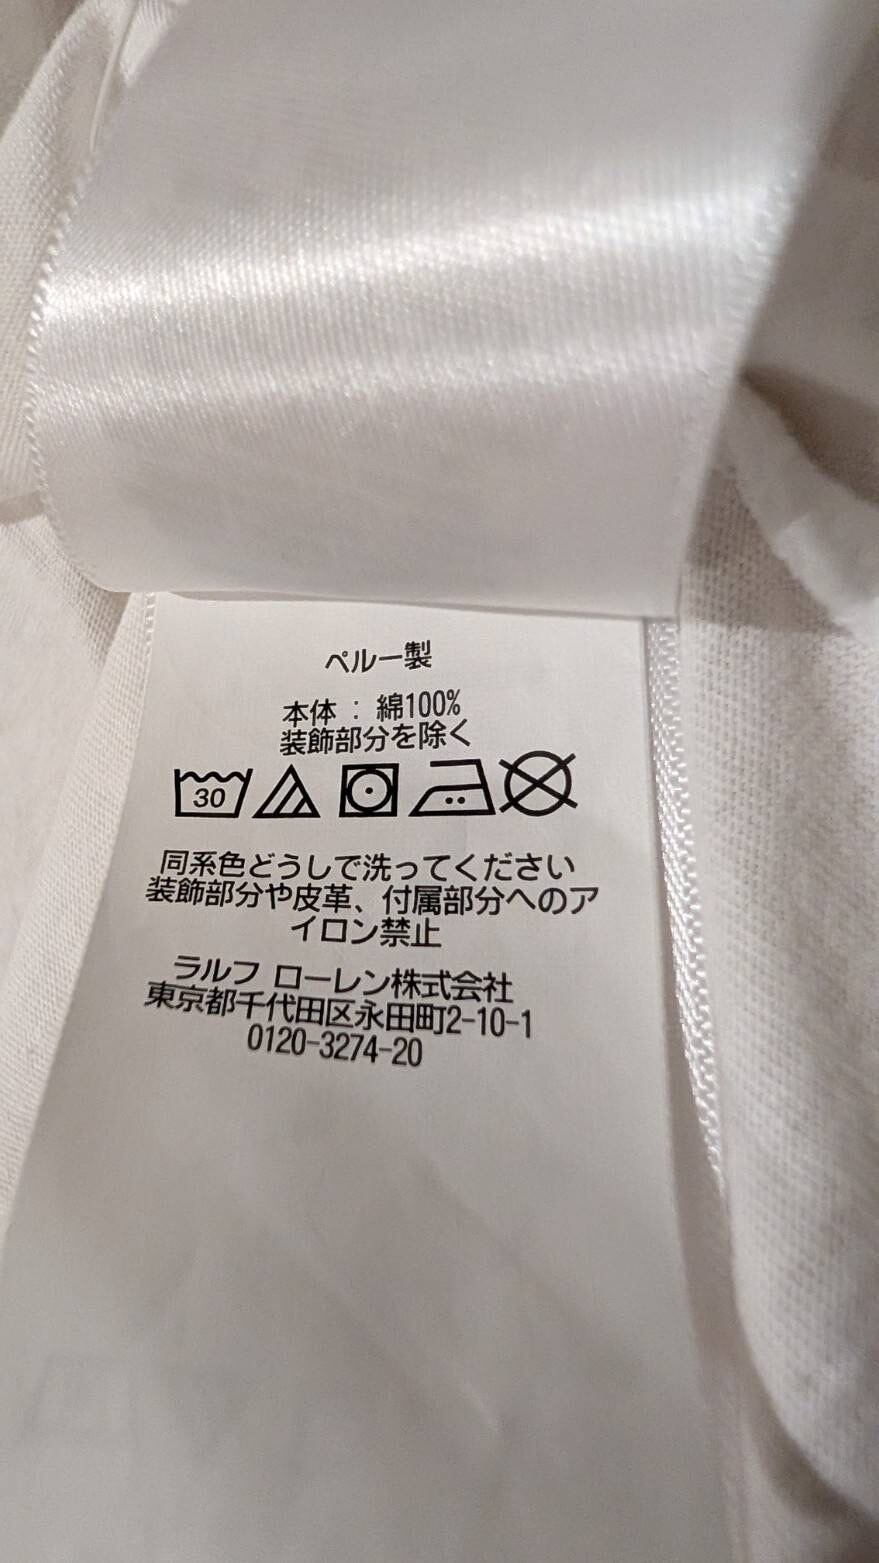 ペルー製
本体 : 綿100%
装飾部分を除く
30
同系色どうしで洗ってください
装飾部分や皮革、付属部分へのア
イロン禁止
ラルフ ローレン株式会社
東京都千代田区永田町2-10-1
0120-3274-20